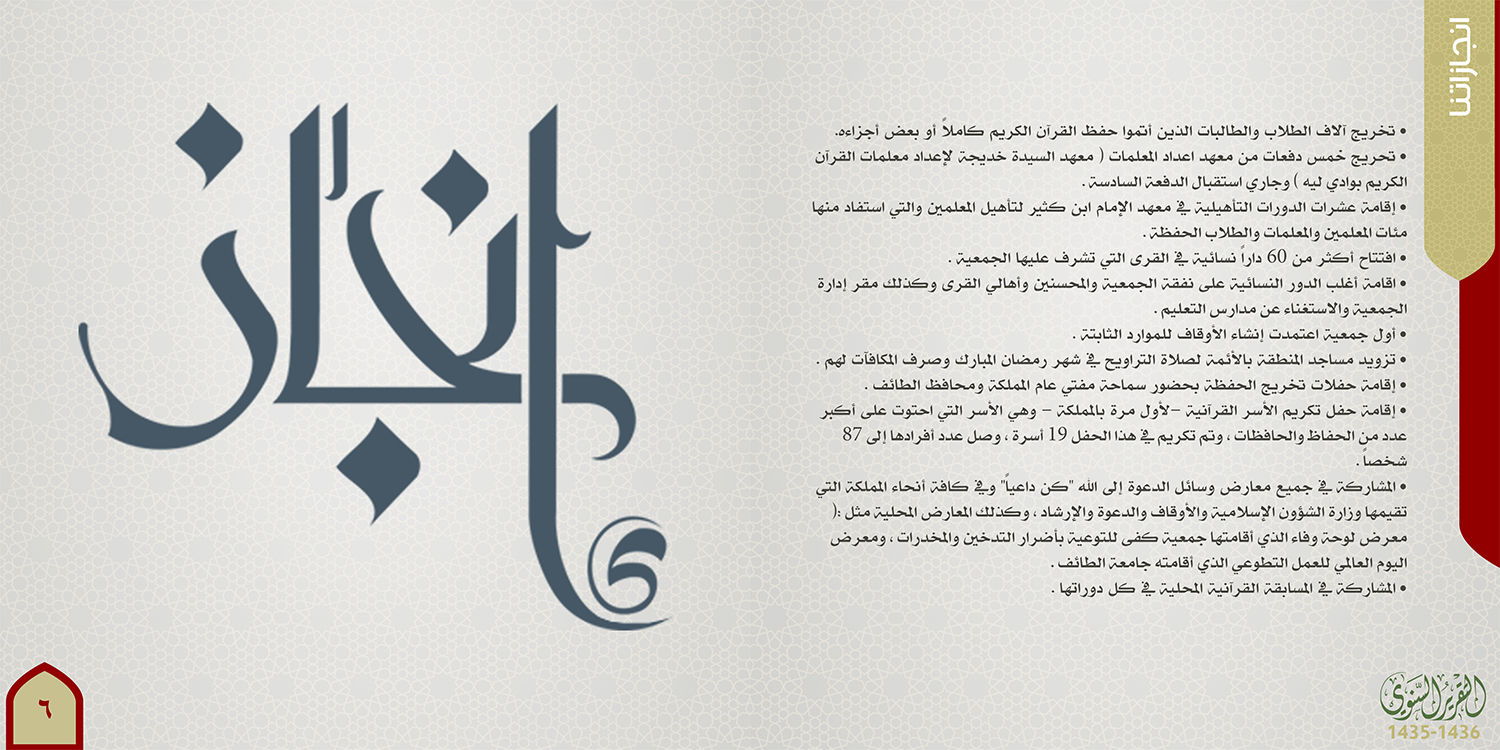 انجازاتنا
• تخريج آلاف الطلاب والطالبات الذين أتموا حفظ القرآن الكريم كاملاً أو بعض أجزاءه.
• تحريج خمس دفعات من معهد اعداد المعلمات ( معهد السيدة خديجة لإعداد معلمات القرآن
الكريم بوادي ليه ) وجاري استقبال الدفعة السادسة .
• إقامة عشرات الدورات التأهيلية في معهد الإمام ابن كثير لتأهيل المعلمين والتي استفاد منها
مئات المعلمين والمعلمات والطلاب الحفظة .
• افتتاح أكثر من 60 داراً نسائية في القرى التي تشرف عليها الجمعية .
• اقامة أغلب الدور النسائية على نفقة الجمعية والمحسنين وأهالي القرى وكذلك مقر إدارة
الجمعية والاستغناء عن مدارس التعليم .
• أول جمعية اعتمدت إنشاء الأوقاف للموارد الثابتة .
• تزويد مساجد المنطقة بالأئمة لصلاة التراويح في شهر رمضان المبارك وصرف المكافآت لهم .
• إقامة حفلات تخريج الحفظة بحضور سماحة مفتي عام المملكة ومحافظ الطائف .
• إقامة حفل تكريم الأسر القرآنية –لأول مرة بالمملكة – وهي الأسر التي احتوت على أكبر
عدد من الحفاظ والحافظات ، وتم تكريم في هذا الحفل 19 أسرة ، وصل عدد أفرادها إلى 87
شخصاً .
• المشاركة في جميع معارض وسائل الدعوة إلى الله "كن داعياً" وفي كافة أنحاء المملكة التي
تقيمها وزارة الشؤون الإسلامية والأوقاف والدعوة والإرشاد ، وكذلك المعارض المحلية مثل :(
معرض لوحة وفاء الذي أقامتها جمعية كفى للتوعية بأضرار التدخين والمخدرات ، ومعرض
اليوم العالمي للعمل التطوعي الذي أقامته جامعة الطائف .
• المشاركة في المسابقة القرآنية المحلية في كل دوراتها .
التقرير السنوي
1435-1436
إنجاز
٦